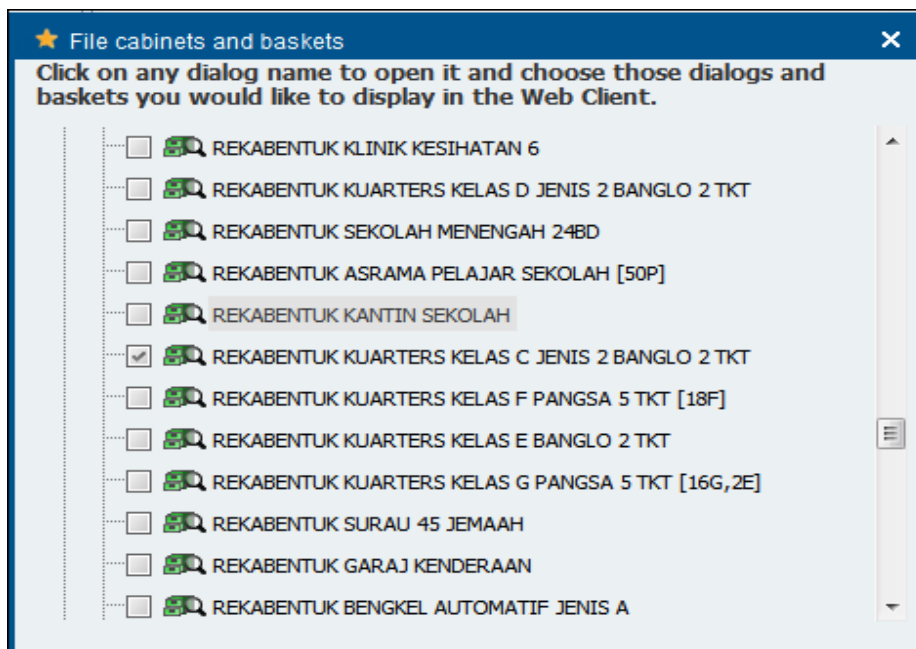 File cabinets and baskets
Click on any dialog name to open it and choose those dialogs and
baskets you would like to display in the Web Client.
REKABENTUK KLINIK KESIHATAN 6
REKABENTUK KUARTERS KELAS D JENIS 2 BANGLO 2 TKT
REKABENTUK SEKOLAH MENENGAH 24BD
REKABENTUK ASRAMA PELAJAR SEKOLAH [50P]
REKABENTUK KANTIN SEKOLAH
REKABENTUK KUARTERS KELAS C JENIS 2 BANGLO 2 TKT
REKABENTUK KUARTERS KELAS F PANGSA 5 TKT [18F]
REKABENTUK KUARTERS KELAS E BANGLO 2 TKT
REKABENTUK KUARTERS KELAS G PANGSA 5 TKT [16G,2E]
REKABENTUK SURAU 45 JEMAAH
REKABENTUK GARAJ KENDERAAN
REKABENTUK BENGKEL AUTOMATIF JENIS A